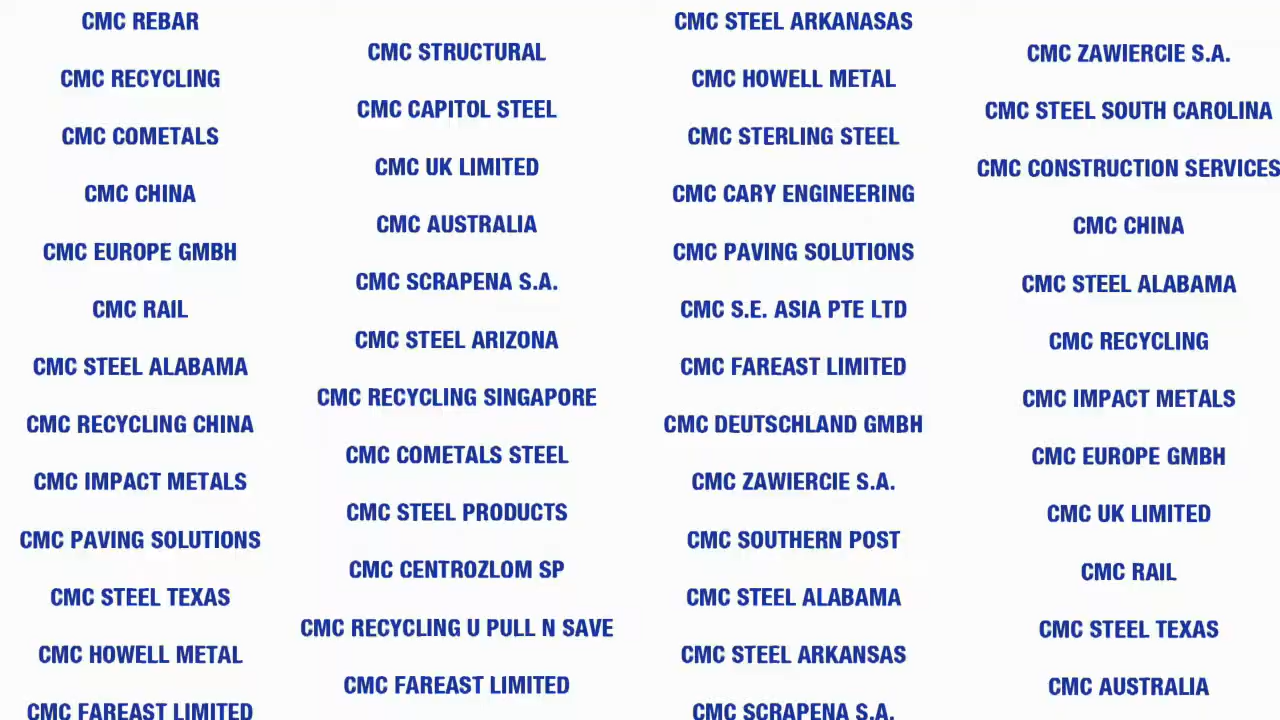 CMC REBAR
CMC RECYCLING
CMC COMETALS
CMC CHINA
CMC EUROPE GMBH
CMC RAIL
CMC STEEL ALABAMA
CMC RECYCLING CHINA
CMC IMPACT METALS
CMC PAVING SOLUTIONS
CMC STEEL TEXAS
CMC HOWELL METAL
CMC FAREAST LIMITED
CMC STRUCTURAL
CMC CAPITOL STEEL
CMC UK LIMITED
CMC AUSTRALIA
CMC SCRAPENA S.A.
CMC STEEL ARIZONA
CMC RECYCLING SINGAPORE
CMC COMETALS STEEL
CMC STEEL PRODUCTS
CMC CENTROZLOM SP
CMC RECYCLING U PULL N SAVE
CMC FAREAST LIMITED
CMC STEEL ARKANASAS
CMC HOWELL METAL
CMC STERLING STEEL
CMC CARY ENGINEERING
CMC PAVING SOLUTIONS
CMC S.E. ASIA PTE LTD
CMC FAREAST LIMITED
CMC DEUTSCHLAND GMBH
CMC ZAWIERCIE S.A.
CMC SOUTHERN POST
CMC STEEL ALABAMA
CMC STEEL ARKANSAS
CMC SCRAPENA S.A.
CMC ZAWIERCIE S.A.
CMC STEEL SOUTH CAROLINA
CMC CONSTRUCTION SERVICES
CMC CHINA
CMC STEEL ALABAMA
CMC RECYCLING
CMC IMPACT METALS
CMC EUROPE GMBH
CMC UK LIMITED
CMC RAIL
CMC STEEL TEXAS
CMC AUSTRALIA